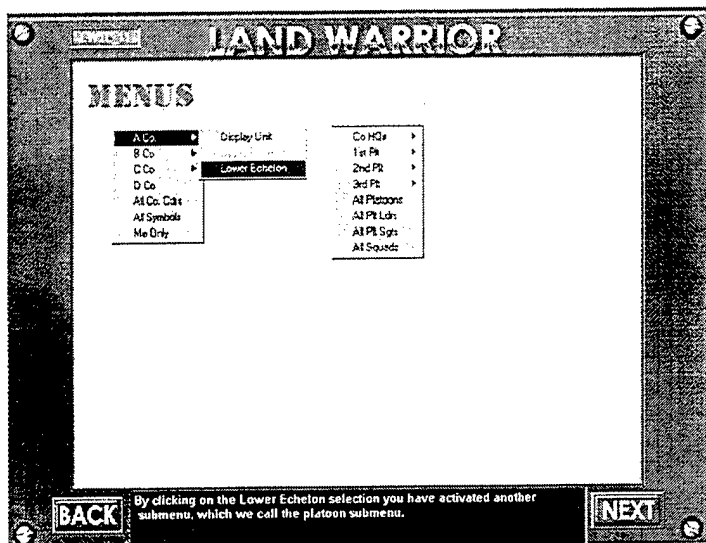 LAND WARRIOR
MENUS
A Co.
B Co
C Co
D Co
All Co. Cdrs
All Symbols
Me Only
Display Unit
Lower Echelon
Co HQs
1st Plt
2nd Plt
3rd Plt
All Platoons
All Plt Ldrs
All Plt Sgts
All Squads
BACK
By clicking on the Lower Echelon selection you have activated another
submenu, which we call the platoon submenu.
NEXT